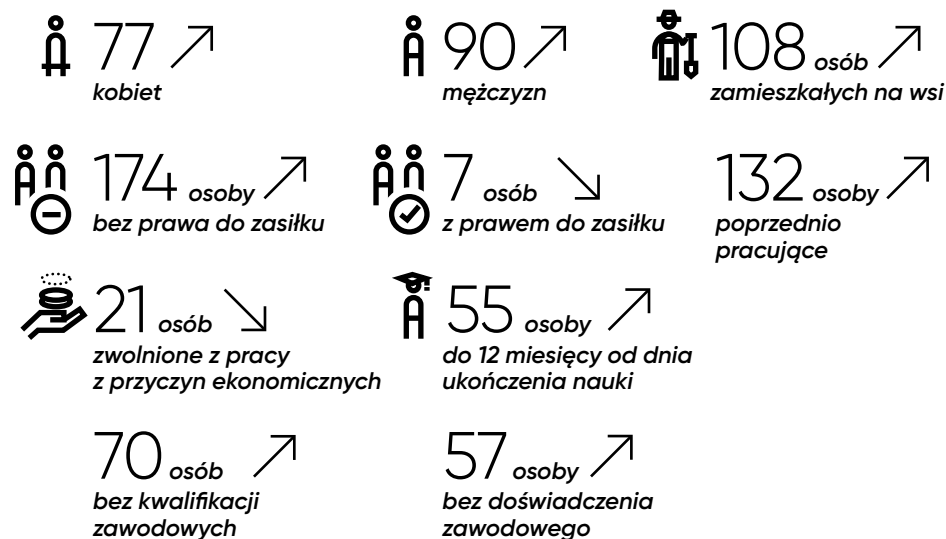 77
kobiet
90
mężczyzn
108 osób
zamieszkałych na wsi
174 osoby
bez prawa do zasiłku
7 osób
z prawem do zasiłku
132 osoby
poprzednio
pracujące
21 osób
zwolnione z pracy
z przyczyn ekonomicznych
55 osoby
do 12 miesięcy od dnia
ukończenia nauki
70 osób
bez kwalifikacji
zawodowych
57 osoby
bez doświadczenia
zawodowego